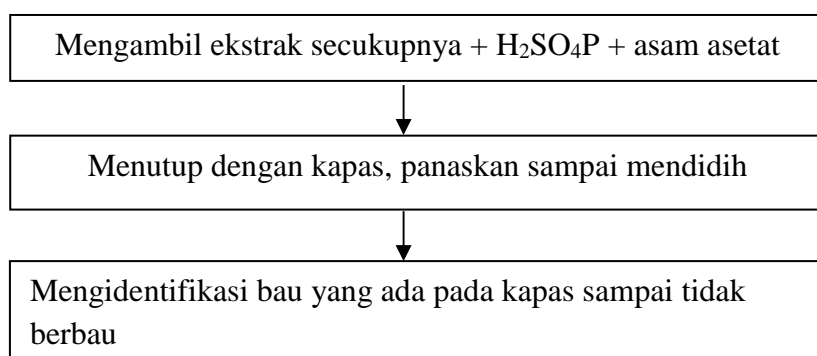 Mengambil ekstrak secukupnya + H₂SO₄P + asam asetat
Menutup dengan kapas, panaskan sampai mendidih
Mengidentifikasi bau yang ada pada kapas sampai tidak
berbau